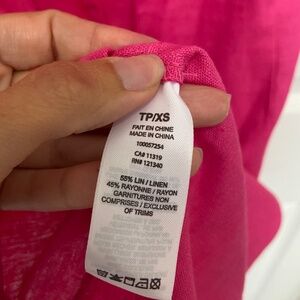 TP/XS
FAIT EN CHINE
MADE IN CHINA
100057254
CA# 11319
RN# 121340
55% LIN / LINEN
45% RAYONNE / RAYON
GARNITURES NON
COMPRISES / EXCLUSIVE
OF TRIMS